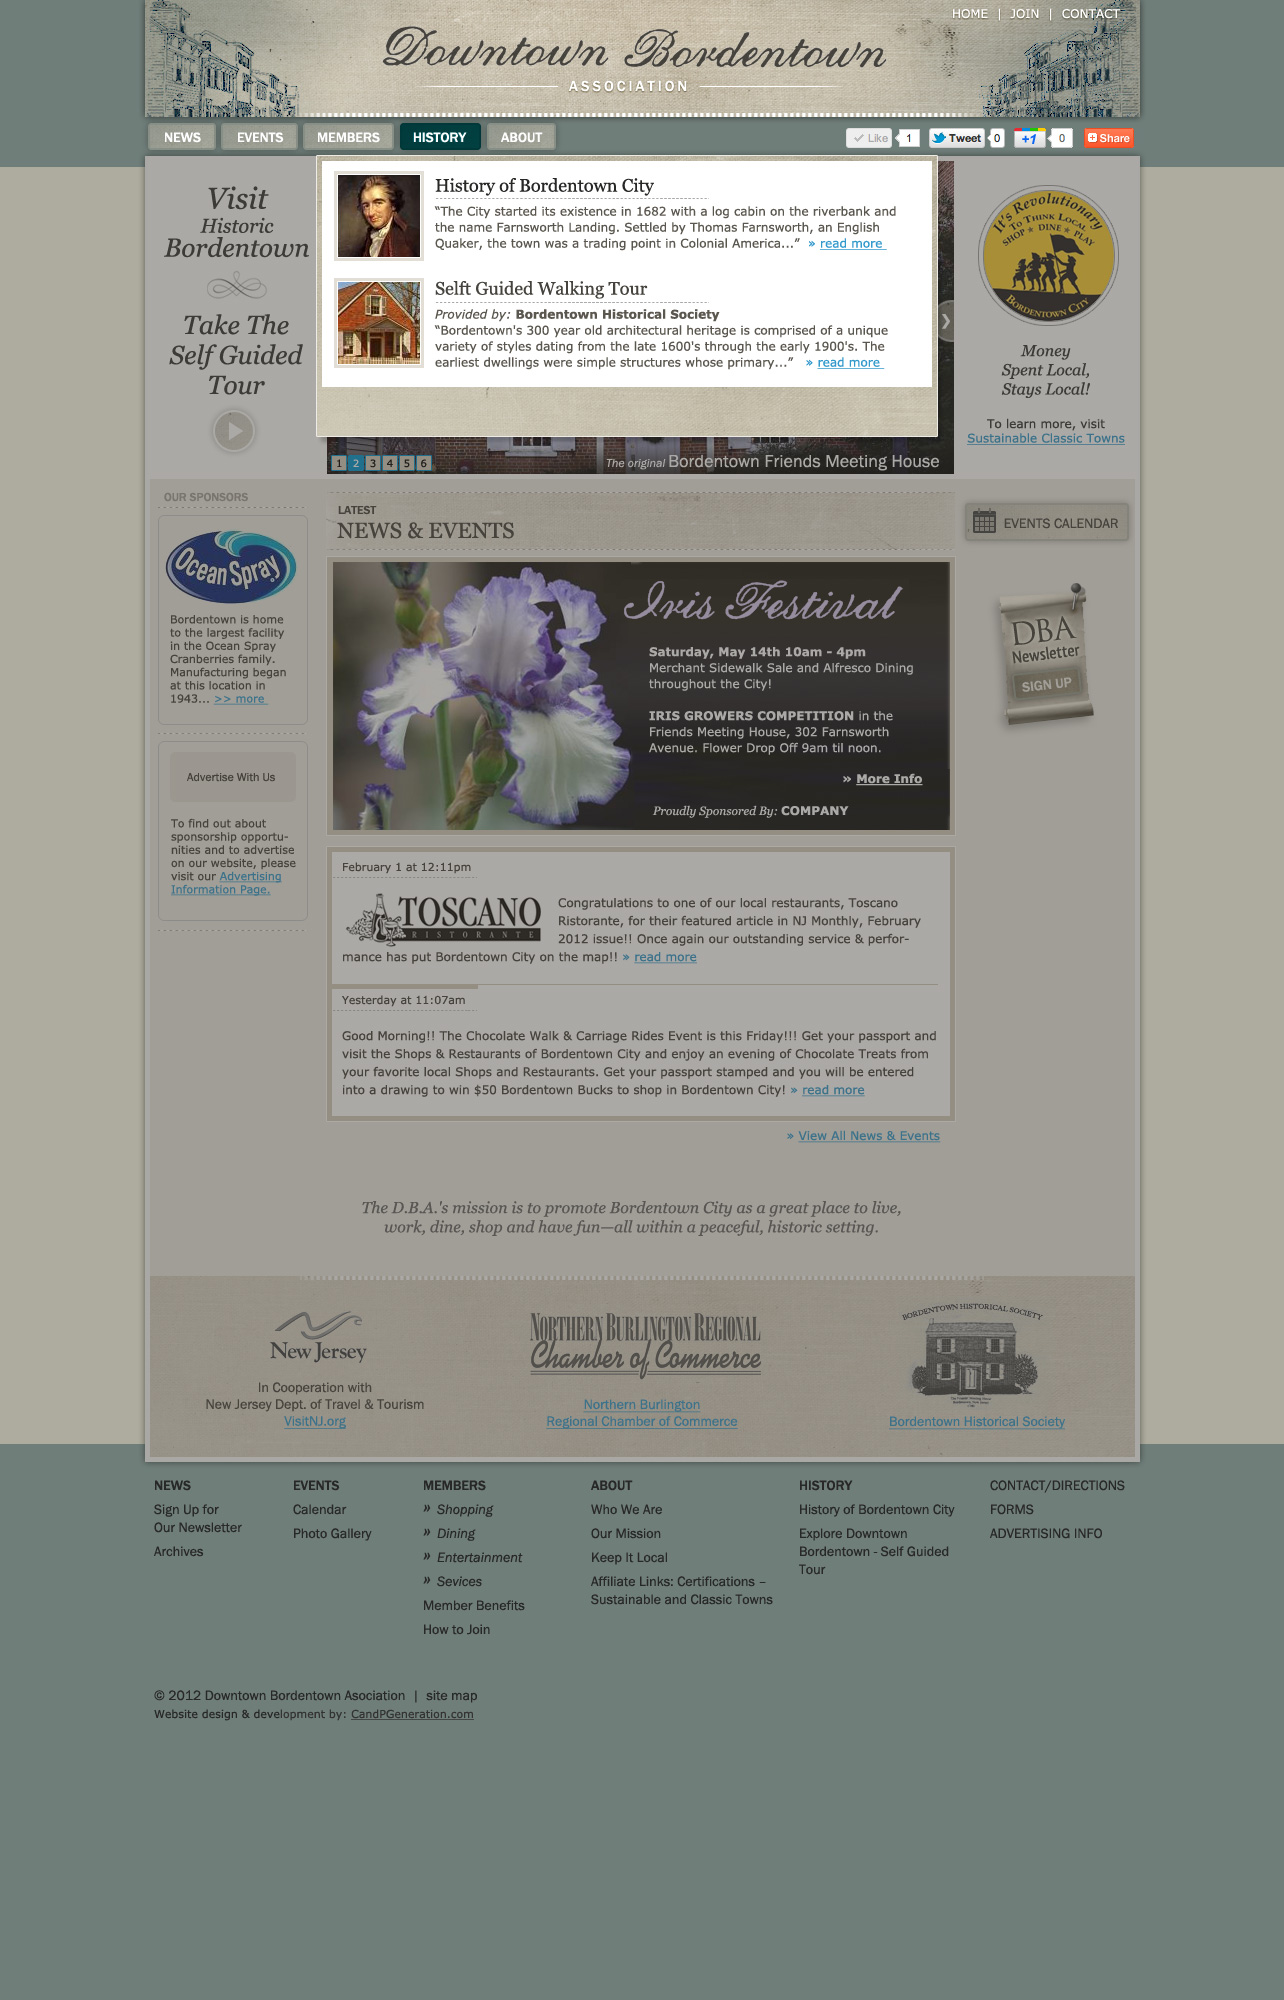 HOME | JOIN | CONTACT
Downtown Bordentown
ASSOCIATION
NEWS
EVENTS
MEMBERS
HISTORY
ABOUT
Like 1
Tweet 0
+1 0
Share
Visit
Historic
Bordentown
Take The
Self Guided
Tour
History of Bordentown City
“The City started its existence in 1682 with a log cabin on the riverbank and
the name Farnsworth Landing. Settled by Thomas Farnsworth, an English
Quaker, the town was a trading point in Colonial America...” » read more
Selft Guided Walking Tour
Provided by: Bordentown Historical Society
“Bordentown's 300 year old architectural heritage is comprised of a unique
variety of styles dating from the late 1600's through the early 1900's. The
earliest dwellings were simple structures whose primary...” » read more
1 2 3 4 5 6
The original Bordentown Friends Meeting House
It's Revolutionary
To Think Local
SHOP ★ DINE ★ PLAY
BORDENTOWN CITY
Money
Spent Local,
Stays Local!
To learn more, visit
Sustainable Classic Towns
OUR SPONSORS
Ocean Spray
Bordentown is home
to the largest facility
in the Ocean Spray
Cranberries family.
Manufacturing began
at this location in
1943... >> more
Advertise With Us
To find out about
sponsorship opportu-
nities and to advertise
on our website, please
visit our Advertising
Information Page.
LATEST
NEWS & EVENTS
Iris Festival
Saturday, May 14th 10am - 4pm
Merchant Sidewalk Sale and Alfresco Dining
throughout the City!
IRIS GROWERS COMPETITION in the
Friends Meeting House, 302 Farnsworth
Avenue. Flower Drop Off 9am til noon.
» More Info
Proudly Sponsored By: COMPANY
EVENTS CALENDAR
DBA
Newsletter
SIGN UP
February 1 at 12:11pm
TOSCANO
RISTORANTE
Congratulations to one of our local restaurants, Toscano
Ristorante, for their featured article in NJ Monthly, February
2012 issue!! Once again our outstanding service & perfor-
mance has put Bordentown City on the map!! » read more
Yesterday at 11:07am
Good Morning!! The Chocolate Walk & Carriage Rides Event is this Friday!!! Get your passport and
visit the Shops & Restaurants of Bordentown City and enjoy an evening of Chocolate Treats from
your favorite local Shops and Restaurants. Get your passport stamped and you will be entered
into a drawing to win $50 Bordentown Bucks to shop in Bordentown City! » read more
» View All News & Events
The D.B.A.'s mission is to promote Bordentown City as a great place to live,
work, dine, shop and have fun—all within a peaceful, historic setting.
New Jersey
In Cooperation with
New Jersey Dept. of Travel & Tourism
VisitNJ.org
NORTHERN BURLINGTON REGIONAL
Chamber of Commerce
Northern Burlington
Regional Chamber of Commerce
BORDENTOWN HISTORICAL SOCIETY
Bordentown Historical Society
NEWS
Sign Up for
Our Newsletter
Archives
EVENTS
Calendar
Photo Gallery
MEMBERS
» Shopping
» Dining
» Entertainment
» Sevices
Member Benefits
How to Join
ABOUT
Who We Are
Our Mission
Keep It Local
Affiliate Links: Certifications –
Sustainable and Classic Towns
HISTORY
History of Bordentown City
Explore Downtown
Bordentown - Self Guided
Tour
CONTACT/DIRECTIONS
FORMS
ADVERTISING INFO
© 2012 Downtown Bordentown Asociation | site map
Website design & development by: CandPGeneration.com